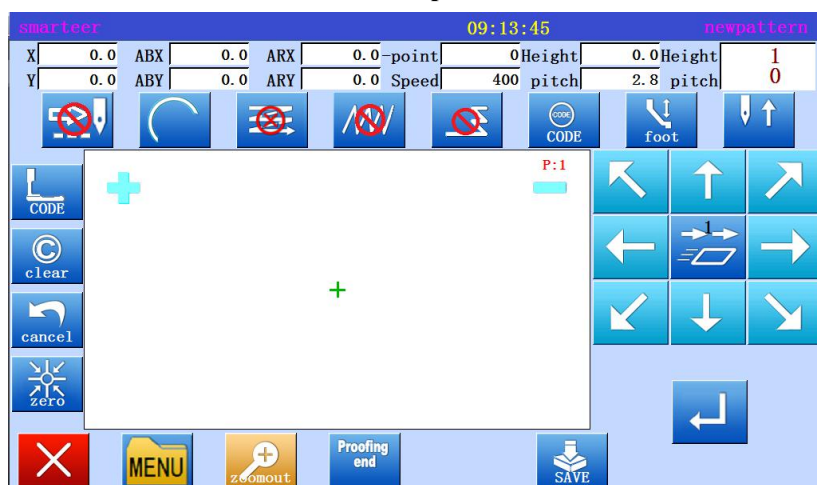 smarteer 09:13:45 newpattern
X 0.0 ABX 0.0 ARX 0.0 -point 0 Height 0.0 Height 1
Y 0.0 ABY 0.0 ARY 0.0 Speed 400 pitch 2.8 pitch 0
CODE
CODE foot
P:1
CODE
1
clear
cancel
zero
MENU
zoomout
Proofing
end
SAVE